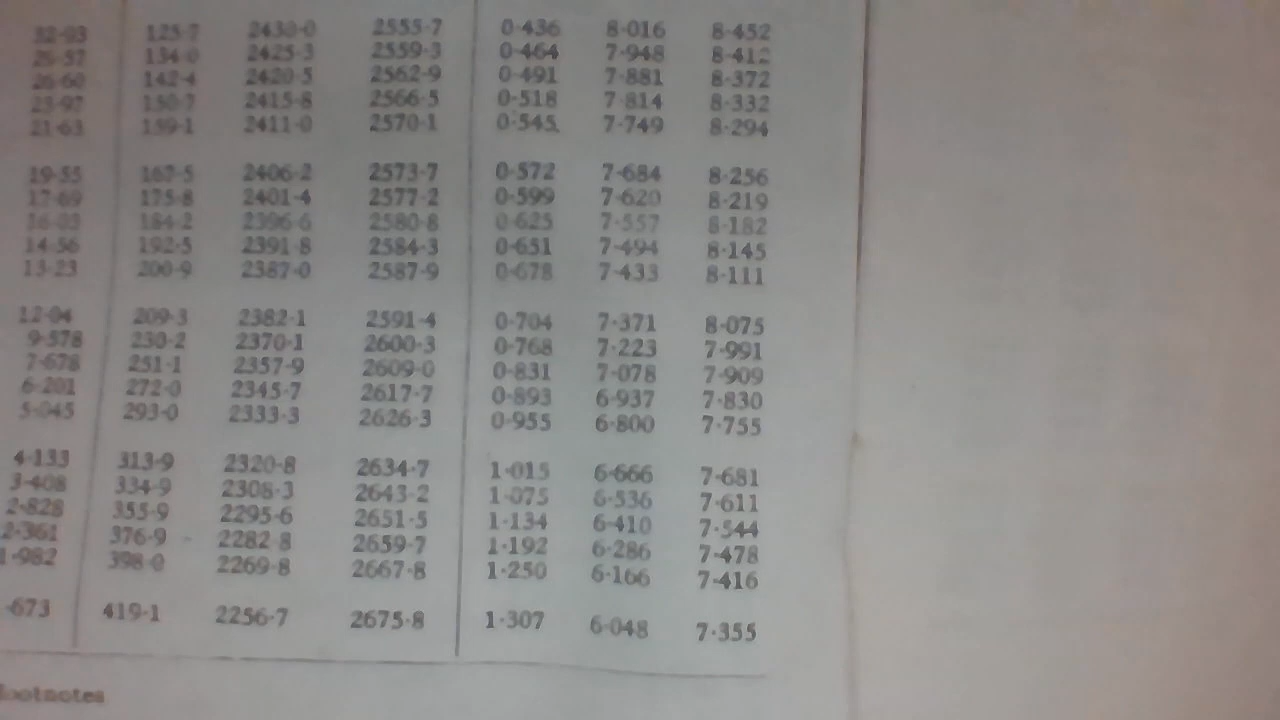 32·93 125·7 2430·0 2555·7 0·436 8·016 8·452
28·57 134·0 2425·3 2559·3 0·464 7·948 8·412
26·60 142·4 2420·5 2562·9 0·491 7·881 8·372
23·97 150·7 2415·8 2566·5 0·518 7·814 8·332
21·63 159·1 2411·0 2570·1 0·545 7·749 8·294
19·55 167·5 2406·2 2573·7 0·572 7·684 8·256
17·69 175·8 2401·4 2577·2 0·599 7·620 8·219
16·03 184·2 2396·6 2580·8 0·625 7·557 8·182
14·56 192·5 2391·8 2584·3 0·651 7·494 8·145
13·23 200·9 2387·0 2587·9 0·678 7·433 8·111
12·04 209·3 2382·1 2591·4 0·704 7·371 8·075
9·578 230·2 2370·1 2600·3 0·768 7·223 7·991
7·678 251·1 2357·9 2609·0 0·831 7·078 7·909
6·201 272·0 2345·7 2617·7 0·893 6·937 7·830
5·045 293·0 2333·3 2626·3 0·955 6·800 7·755
4·133 313·9 2320·8 2634·7 1·015 6·666 7·681
3·408 334·9 2308·3 2643·2 1·075 6·536 7·611
2·828 355·9 2295·6 2651·5 1·134 6·410 7·544
2·361 376·9 2282·8 2659·7 1·192 6·286 7·478
1·982 398·0 2269·8 2667·8 1·250 6·166 7·416
·673 419·1 2256·7 2675·8 1·307 6·048 7·355
footnotes